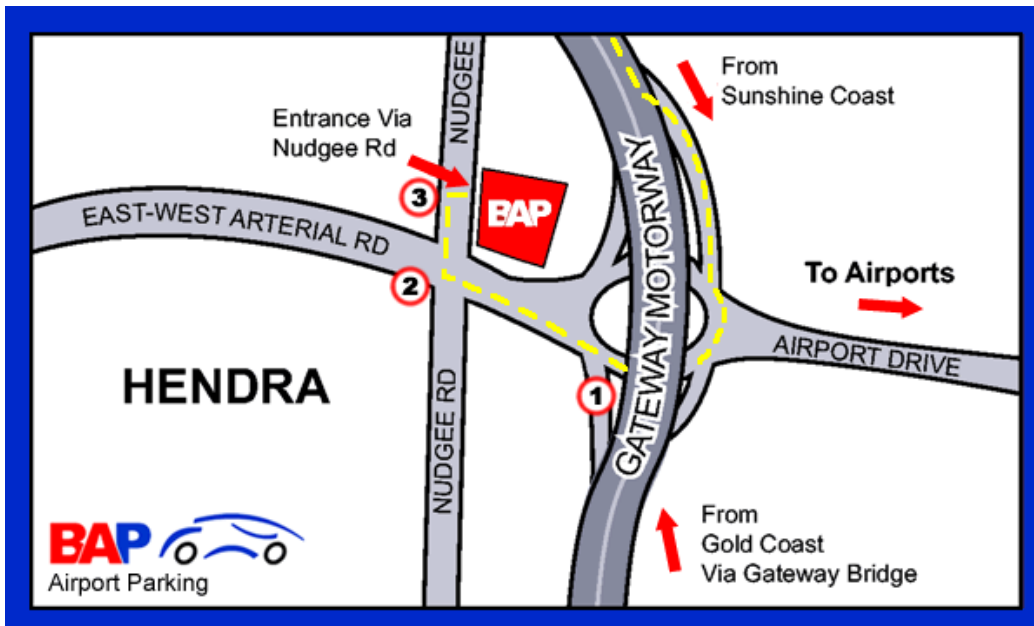 NUDGEE
From
Sunshine Coast
Entrance Via
Nudgee Rd
3
BAP
EAST-WEST ARTERIAL RD
2
GATEWAY MOTORWAY
To Airports
AIRPORT DRIVE
HENDRA
1
NUDGEE RD
From
Gold Coast
Via Gateway Bridge
BAP
Airport Parking